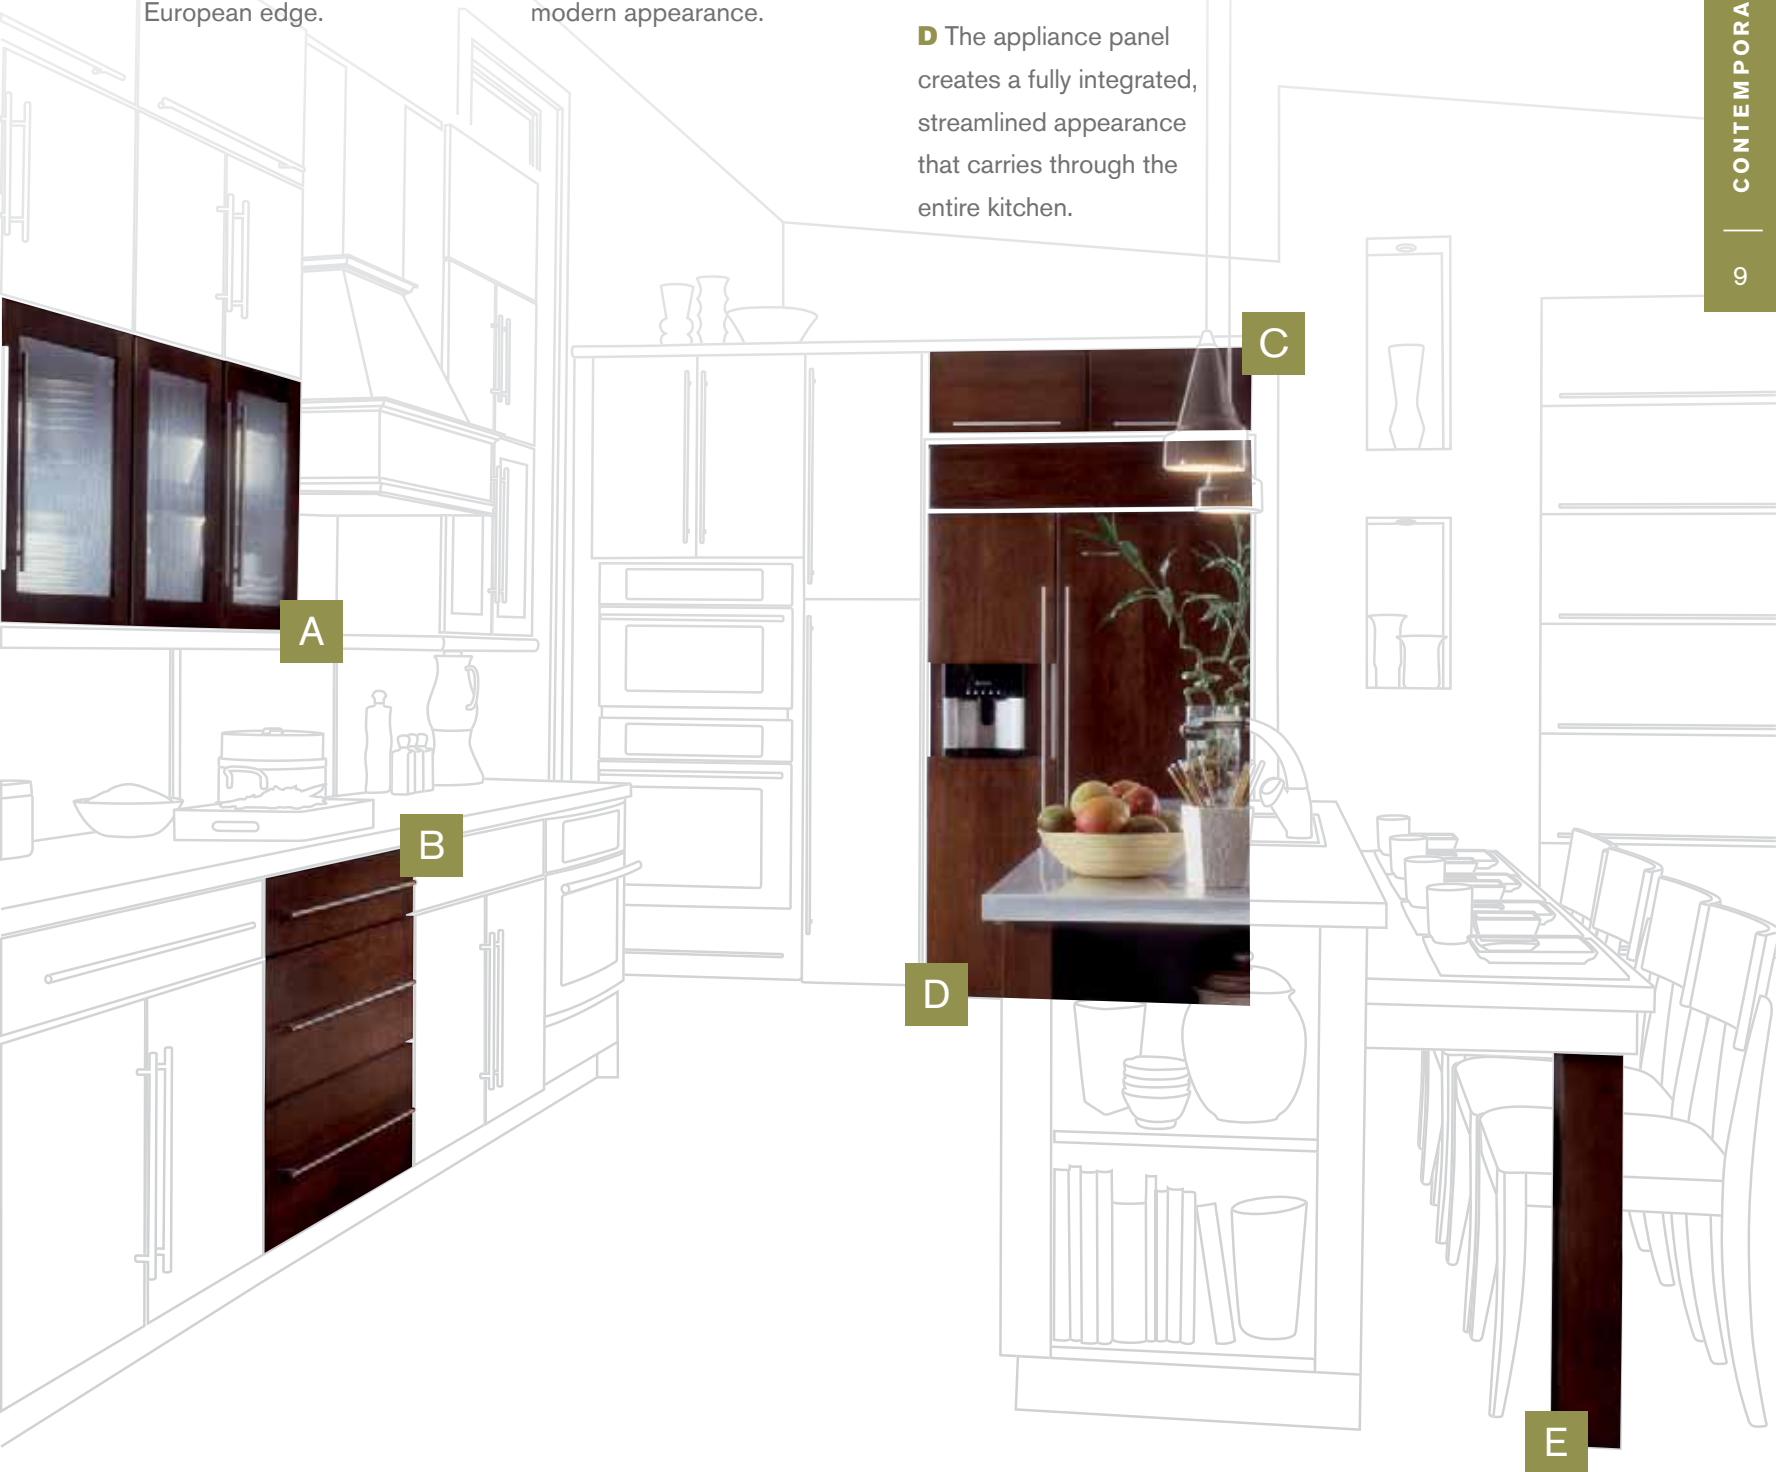 European edge.
modern appearance.
D The appliance panel
creates a fully integrated,
streamlined appearance
that carries through the
entire kitchen.
CONTEMPORA
9
C
A
B
D
E